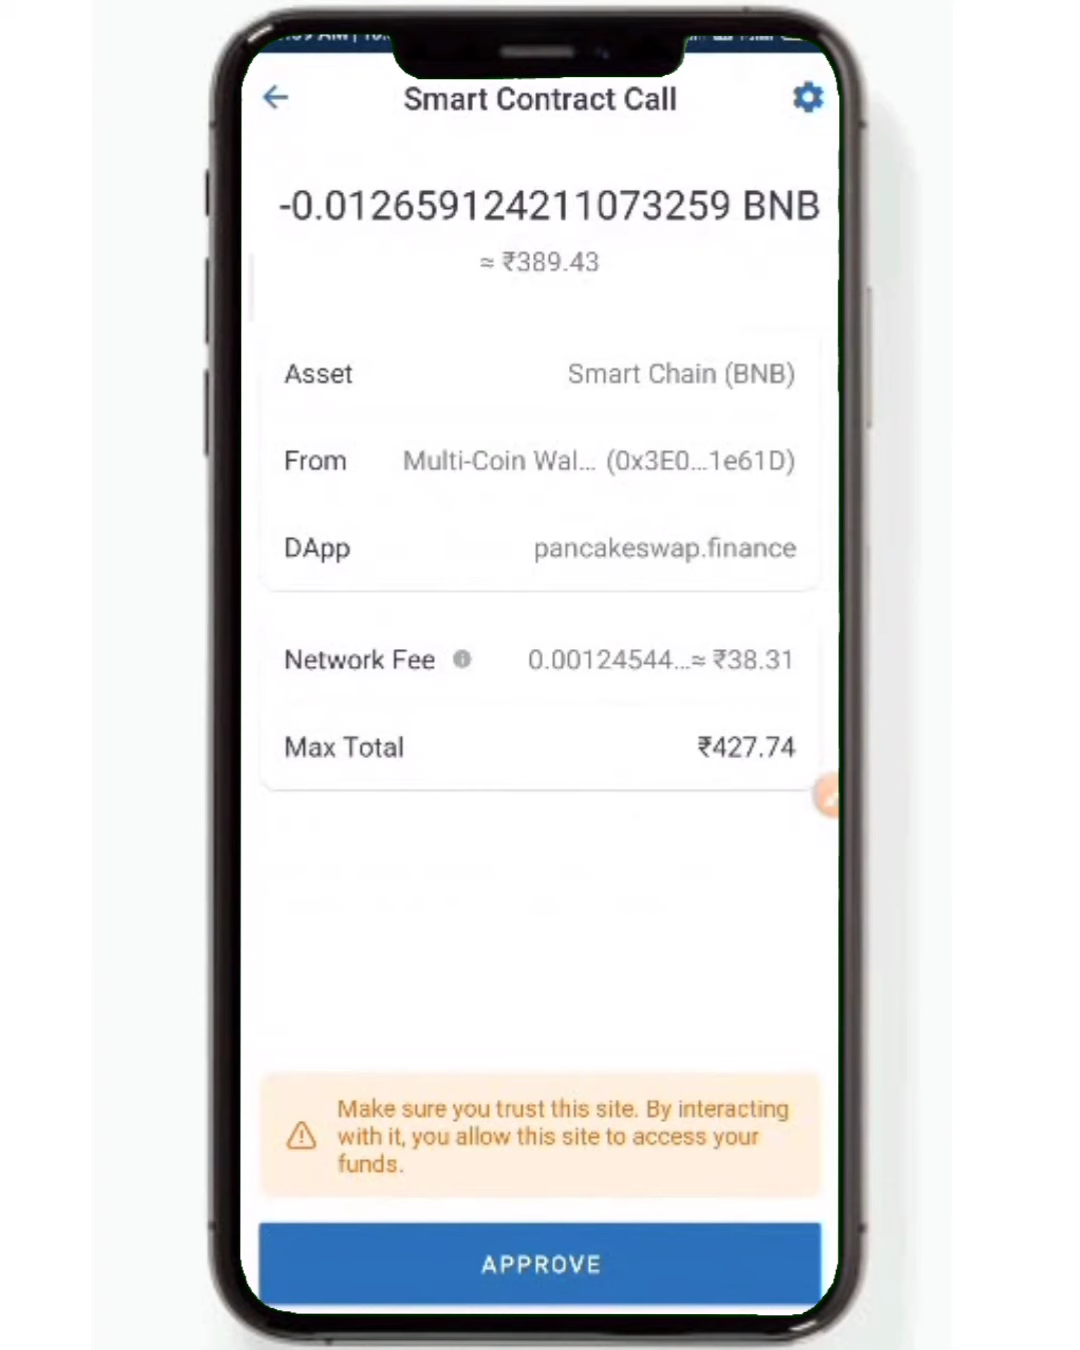 Smart Contract Call
-0.012659124211073259 BNB
≈ ₹389.43
Asset Smart Chain (BNB)
From Multi-Coin Wal... (0x3E0...1e61D)
DApp pancakeswap.finance
Network Fee 0.00124544...≈ ₹38.31
Max Total ₹427.74
Make sure you trust this site. By interacting
with it, you allow this site to access your
funds.
APPROVE